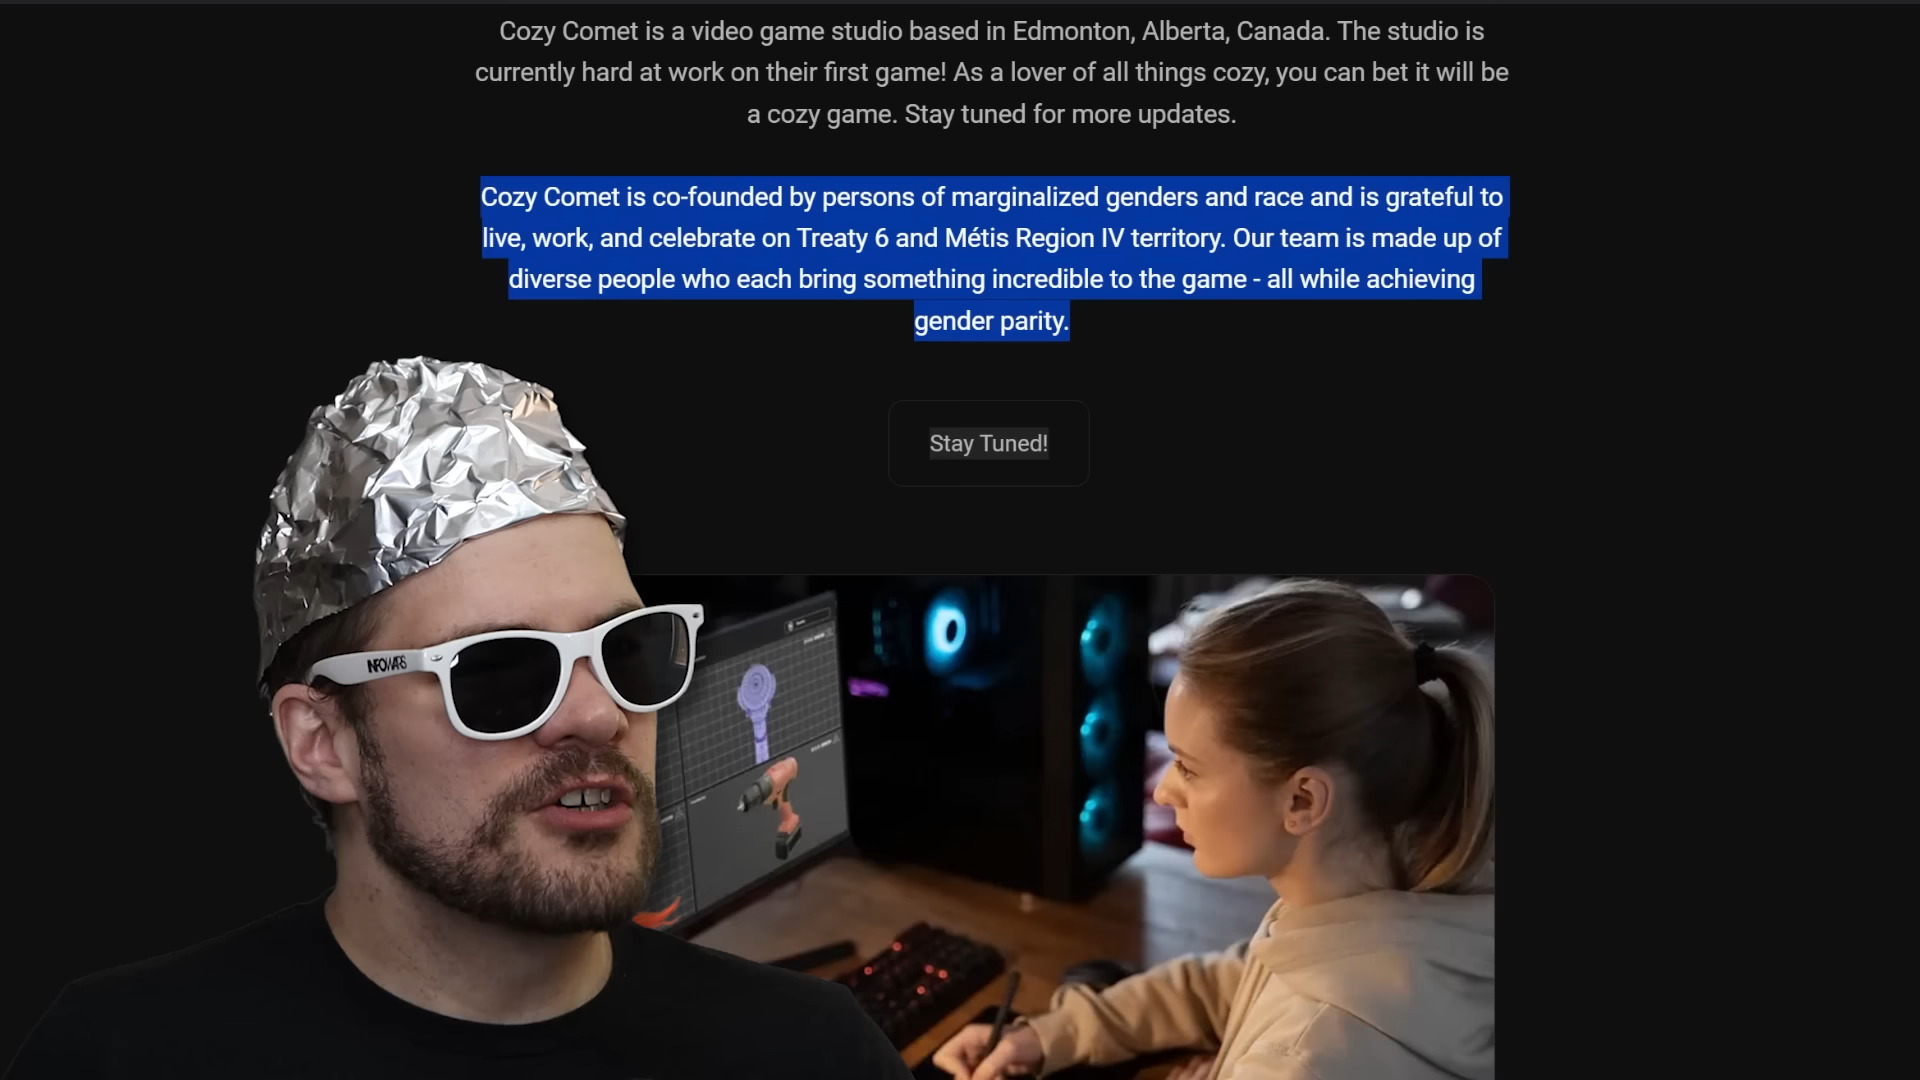 Cozy Comet is a video game studio based in Edmonton, Alberta, Canada. The studio is
currently hard at work on their first game! As a lover of all things cozy, you can bet it will be
a cozy game. Stay tuned for more updates.
Cozy Comet is co-founded by persons of marginalized genders and race and is grateful to
live, work, and celebrate on Treaty 6 and Métis Region IV territory. Our team is made up of
diverse people who each bring something incredible to the game - all while achieving
gender parity.
Stay Tuned!
INFOWARS